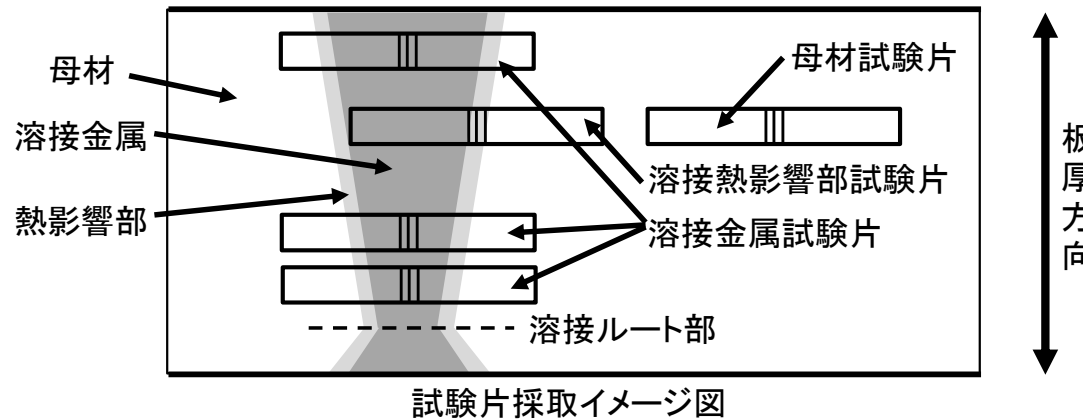 母材
溶接金属
熱影響部
母材試験片
溶接熱影響部試験片
溶接金属試験片
溶接ルート部
板厚方向
試験片採取イメージ図